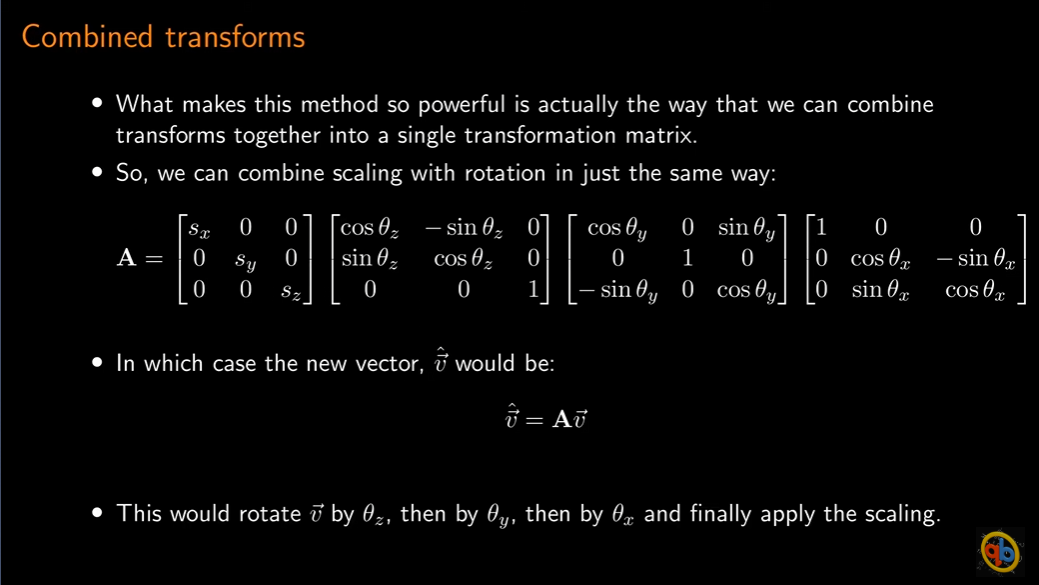 Combined transforms
• What makes this method so powerful is actually the way that we can combine
transforms together into a single transformation matrix.
• So, we can combine scaling with rotation in just the same way:
$\mathbf{A} = \begin{bmatrix} s_x & 0 & 0 \\ 0 & s_y & 0 \\ 0 & 0 & s_z \end{bmatrix} \begin{bmatrix} \cos\theta_z & -\sin\theta_z & 0 \\ \sin\theta_z & \cos\theta_z & 0 \\ 0 & 0 & 1 \end{bmatrix} \begin{bmatrix} \cos\theta_y & 0 & \sin\theta_y \\ 0 & 1 & 0 \\ -\sin\theta_y & 0 & \cos\theta_y \end{bmatrix} \begin{bmatrix} 1 & 0 & 0 \\ 0 & \cos\theta_x & -\sin\theta_x \\ 0 & \sin\theta_x & \cos\theta_x \end{bmatrix}$
• In which case the new vector, $\hat{\vec{v}}$ would be:
$\hat{\vec{v}} = \mathbf{A}\vec{v}$
• This would rotate $\vec{v}$ by $\theta_z$, then by $\theta_y$, then by $\theta_x$ and finally apply the scaling.
qb